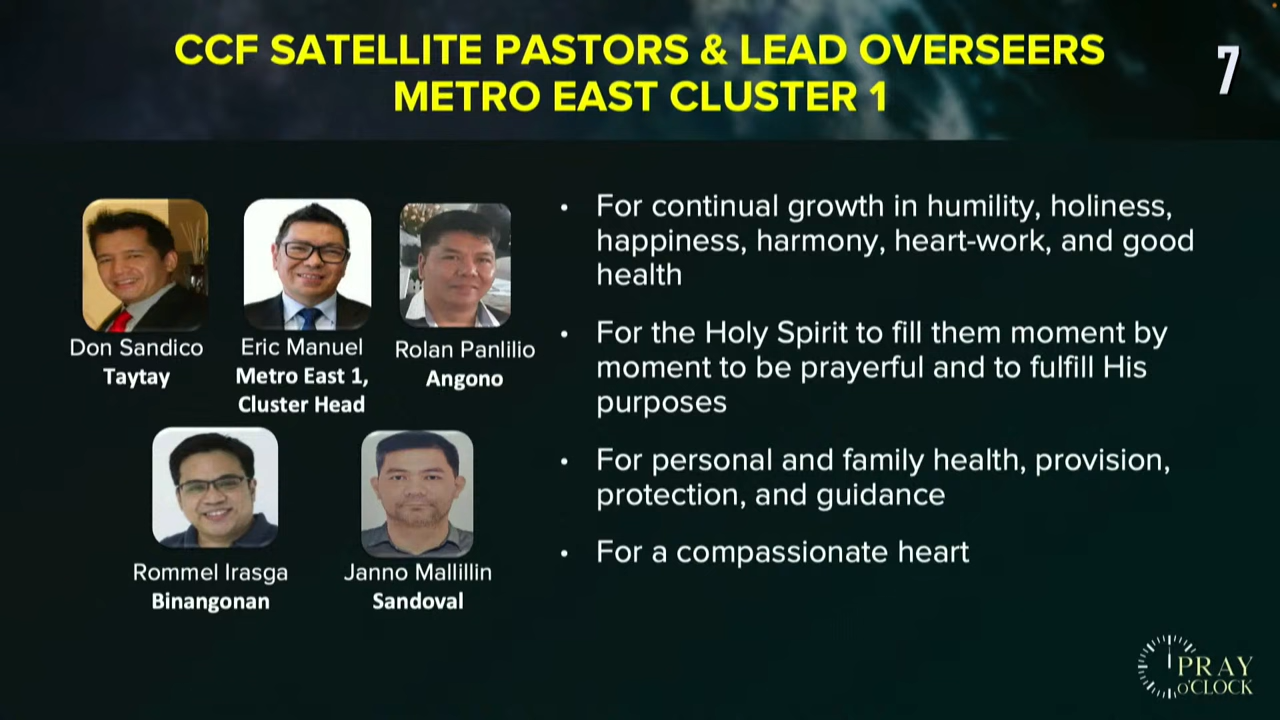 CCF SATELLITE PASTORS & LEAD OVERSEERS
METRO EAST CLUSTER 1
7
Don Sandico
Taytay
Eric Manuel
Metro East 1,
Cluster Head
Rolan Panlilio
Angono
Rommel Irasga
Binangonan
Janno Mallillin
Sandoval
• For continual growth in humility, holiness,
happiness, harmony, heart-work, and good
health
• For the Holy Spirit to fill them moment by
moment to be prayerful and to fulfill His
purposes
• For personal and family health, provision,
protection, and guidance
• For a compassionate heart
PRAY
O'CLOCK